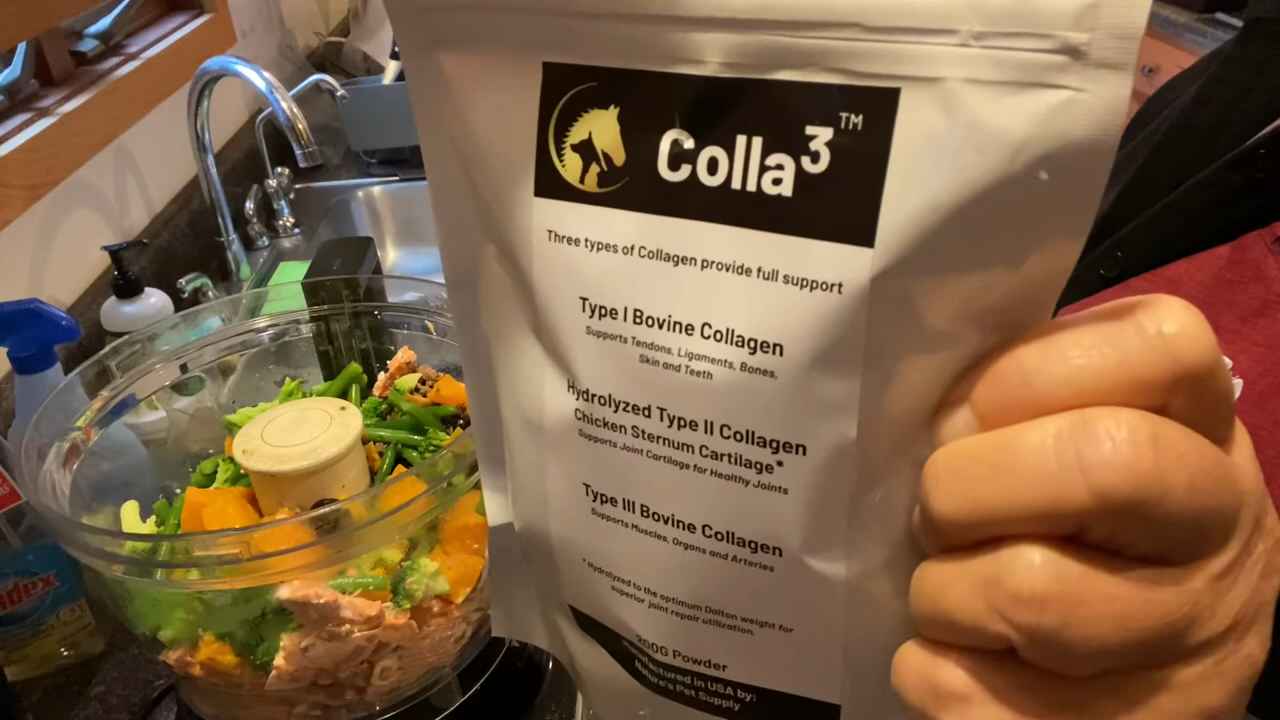 Colla³™
Three types of Collagen provide full support
Type I Bovine Collagen
Supports Tendons, Ligaments, Bones,
Skin and Teeth
Hydrolyzed Type II Collagen
Chicken Sternum Cartilage*
Supports Joint Cartilage for Healthy Joints
Type III Bovine Collagen
Supports Muscles, Organs and Arteries
* Hydrolyzed to the optimum Dolton weight for
superior joint repair utilization.
200G Powder
Manufactured in USA by:
Nature's Pet Supply